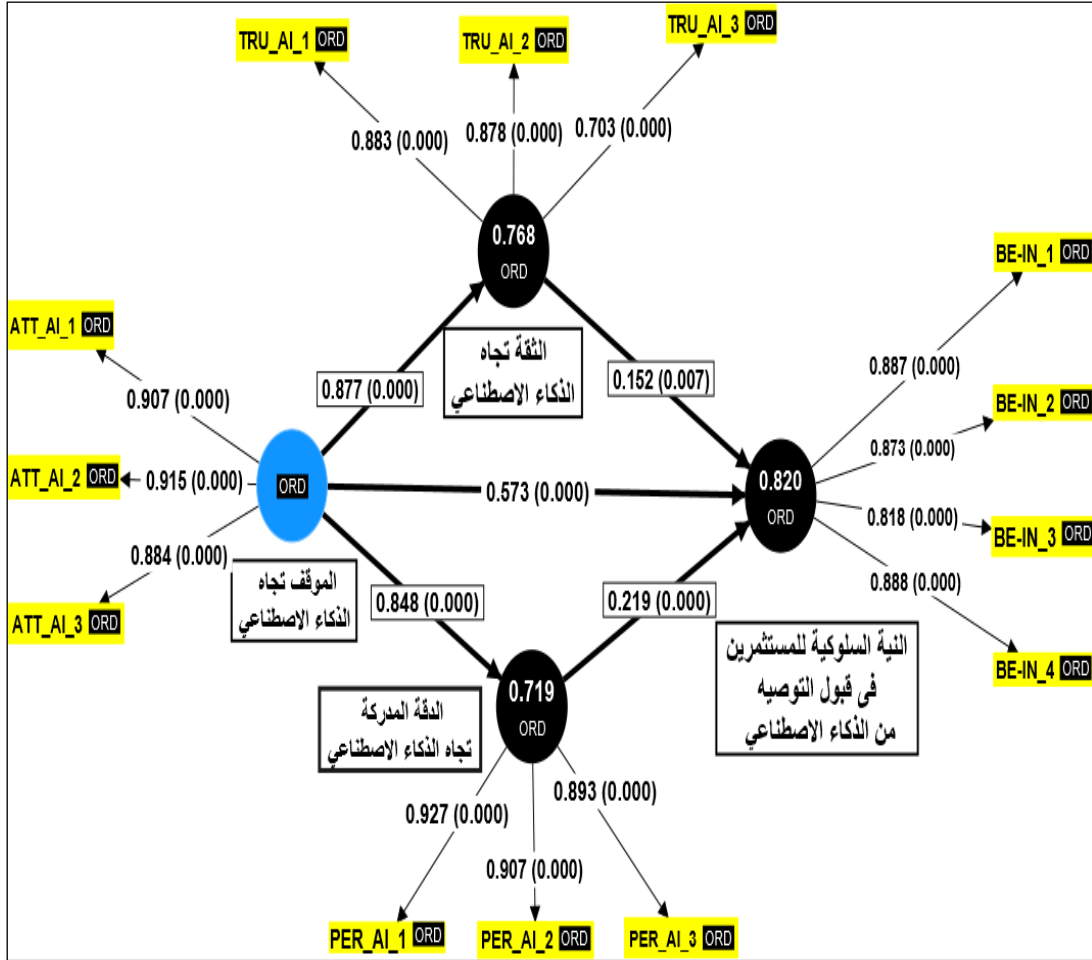 TRU_AI_1 ORD
TRU_AI_2 ORD
TRU_AI_3 ORD
0.883 (0.000)
0.878 (0.000)
0.703 (0.000)
0.768
ORD
BE-IN_1 ORD
ATT_AI_1 ORD
الثقة تجاه
الذكاء الاصطناعي
0.877 (0.000)
0.152 (0.007)
0.887 (0.000)
0.907 (0.000)
BE-IN_2 ORD
0.873 (0.000)
ATT_AI_2 ORD
0.915 (0.000)
ORD
0.573 (0.000)
0.820
ORD
0.818 (0.000)
BE-IN_3 ORD
0.884 (0.000)
0.888 (0.000)
الموقف تجاه
الذكاء الاصطناعي
0.848 (0.000)
0.219 (0.000)
ATT_AI_3 ORD
النية السلوكية للمستثمرين
فى قبول التوصيه
من الذكاء الاصطناعي
BE-IN_4 ORD
0.719
ORD
الدقة المدركة
تجاه الذكاء الاصطناعي
0.927 (0.000)
0.893 (0.000)
0.907 (0.000)
PER_AI_1 ORD
PER_AI_2 ORD
PER_AI_3 ORD